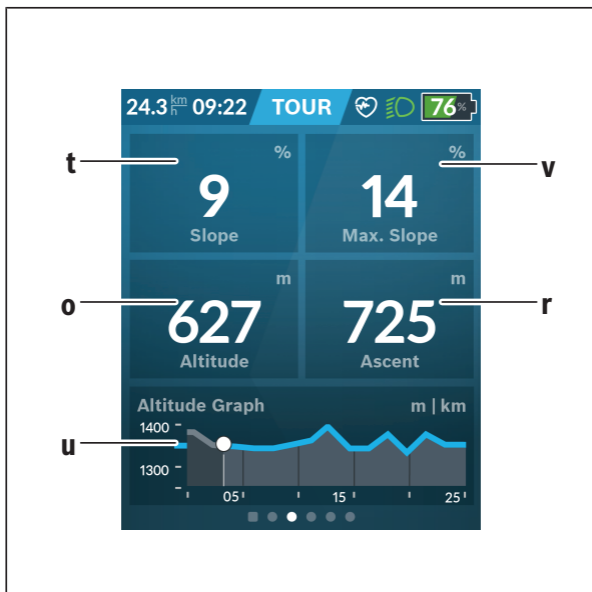 24.3 km/h 09:22 TOUR 76%
t % % v
9 14
Slope Max. Slope
o m m r
627 725
Altitude Ascent
Altitude Graph m | km
1400
u
1300
05 15 25